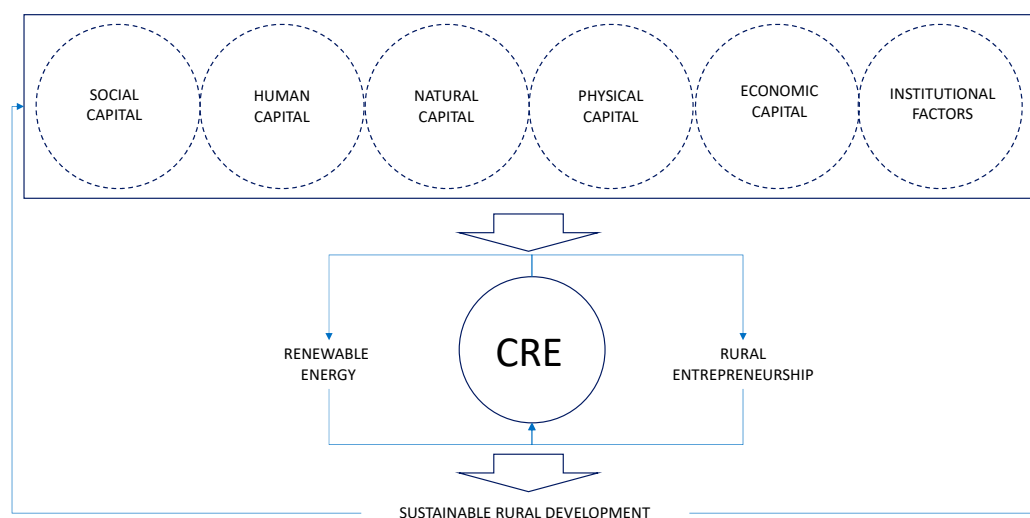 SOCIAL
CAPITAL
HUMAN
CAPITAL
NATURAL
CAPITAL
PHYSICAL
CAPITAL
ECONOMIC
CAPITAL
INSTITUTIONAL
FACTORS
RENEWABLE
ENERGY
CRE
RURAL
ENTREPRENEURSHIP
SUSTAINABLE RURAL DEVELOPMENT